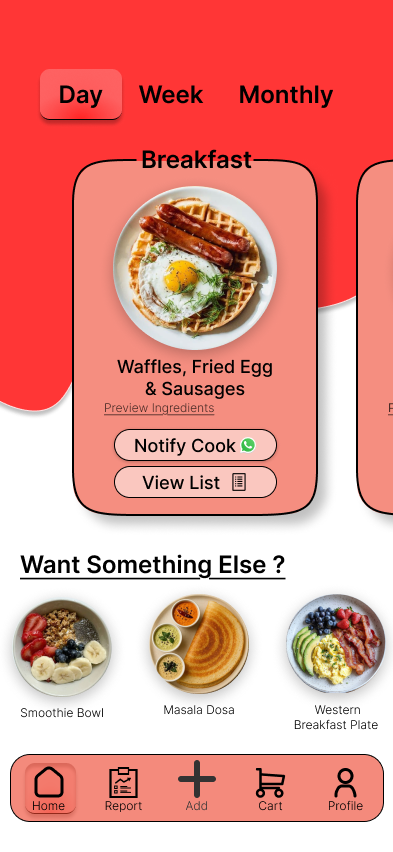 Day Week Monthly
Breakfast
Waffles, Fried Egg
& Sausages
Preview Ingredients
P
Notify Cook
View List
Want Something Else ?
Smoothie Bowl
Masala Dosa
Western
Breakfast Plate
Home Report Add Cart Profile